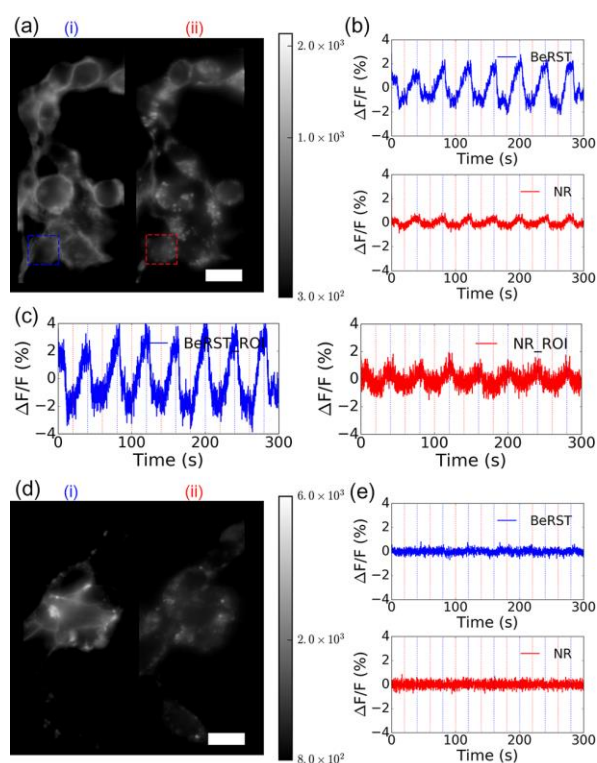 (a)
(i)
(ii)
2.0 × 10³
1.0 × 10³
3.0 × 10²
(b)
4
2
0
−2
−4
ΔF/F (%)
BeRST
0 100 200 300
Time (s)
4
2
0
−2
−4
ΔF/F (%)
NR
0 100 200 300
Time (s)
(c)
4
2
0
−2
−4
ΔF/F (%)
BeRST_ROI
0 100 200 300
Time (s)
4
2
0
−2
−4
ΔF/F (%)
NR_ROI
0 100 200 300
Time (s)
(d)
(i)
(ii)
6.0 × 10³
2.0 × 10³
8.0 × 10²
(e)
4
2
0
−2
−4
ΔF/F (%)
BeRST
0 100 200 300
Time (s)
4
2
0
−2
−4
ΔF/F (%)
NR
0 100 200 300
Time (s)